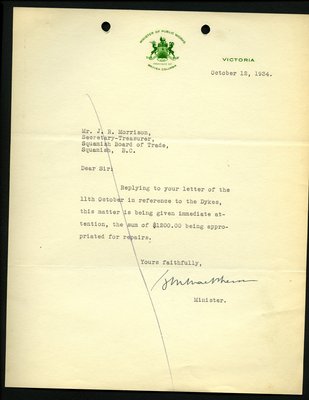 MINISTER OF PUBLIC WORKS
BRITISH COLUMBIA
VICTORIA
October 12, 1934.
Mr. J. R. Morrison,
Secretary-Treasurer,
Squamish Board of Trade,
Squamish, B.C.
Dear Sir:
Replying to your letter of the
11th October in reference to the Dykes,
this matter is being given immediate at-
tention, the sum of $1200.00 being appro-
priated for repairs.
Yours faithfully,
Minister.